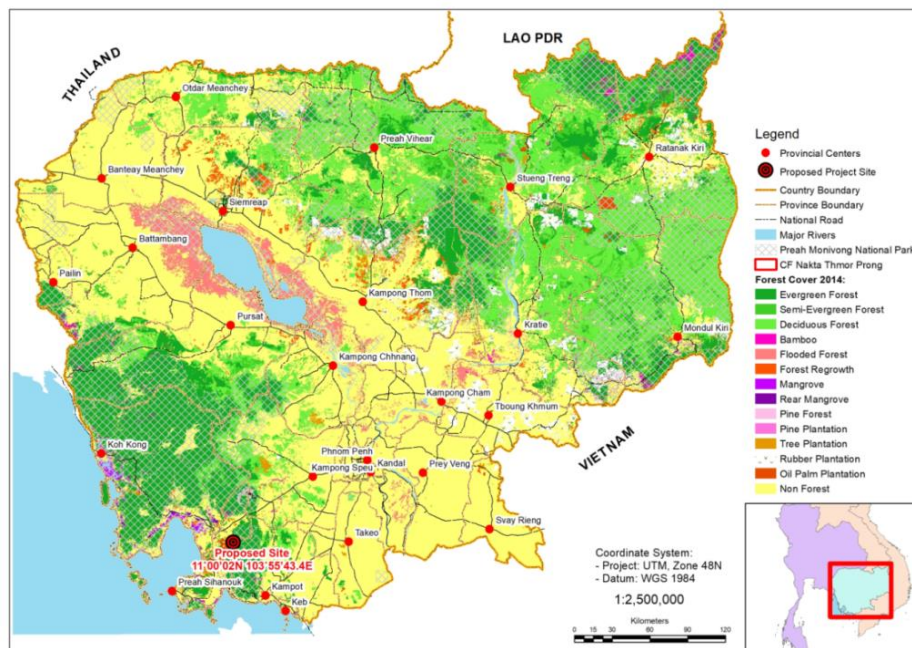 LAO PDR
THAILAND
Otdar Meanchey
Preah Vihear
Ratanak Kiri
Banteay Meanchey
Stueng Treng
Siemreap
Battambang
Pailin
Kampong Thom
Pursat
Kratie
Mondul Kiri
Kampong Chhnang
Kampong Cham
Tboung Khmum
VIETNAM
Koh Kong
Phnom Penh
Kandal
Kampong Speu
Prey Veng
Svay Rieng
Takeo
Proposed Site
11°00'02N 103°55'43.4E
Preah Sihanouk
Kampot
Keb
Legend
Provincial Centers
Proposed Project Site
Country Boundary
Province Boundary
National Road
Major Rivers
Preah Monivong National Park
CF Nakta Thmor Prong
Forest Cover 2014:
Evergreen Forest
Semi-Evergreen Forest
Deciduous Forest
Bamboo
Flooded Forest
Forest Regrowth
Mangrove
Rear Mangrove
Pine Forest
Pine Plantation
Tree Plantation
Rubber Plantation
Oil Palm Plantation
Non Forest
Coordinate System:
- Project: UTM, Zone 48N
- Datum: WGS 1984
1:2,500,000
Kilometers
0 15 30 60 90 120